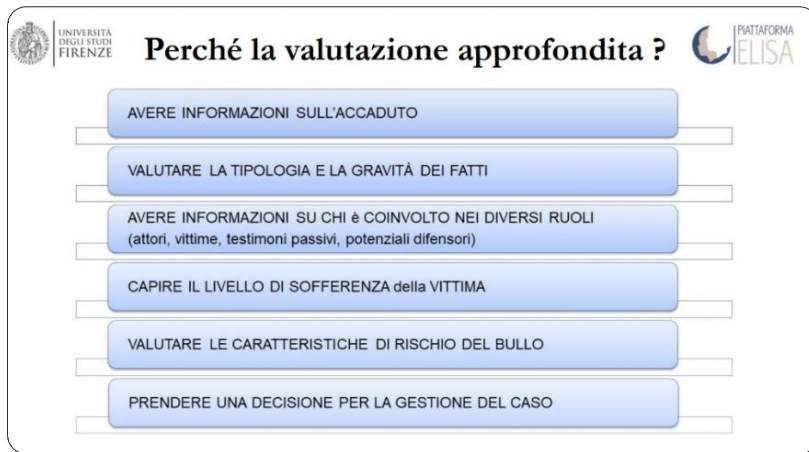 UNIVERSITÀ
DEGLI STUDI
FIRENZE
Perché la valutazione approfondita ?
PIATTAFORMA
ELISA
AVERE INFORMAZIONI SULL'ACCADUTO
VALUTARE LA TIPOLOGIA E LA GRAVITÀ DEI FATTI
AVERE INFORMAZIONI SU CHI è COINVOLTO NEI DIVERSI RUOLI
(attori, vittime, testimoni passivi, potenziali difensori)
CAPIRE IL LIVELLO DI SOFFERENZA della VITTIMA
VALUTARE LE CARATTERISTICHE DI RISCHIO DEL BULLO
PRENDERE UNA DECISIONE PER LA GESTIONE DEL CASO